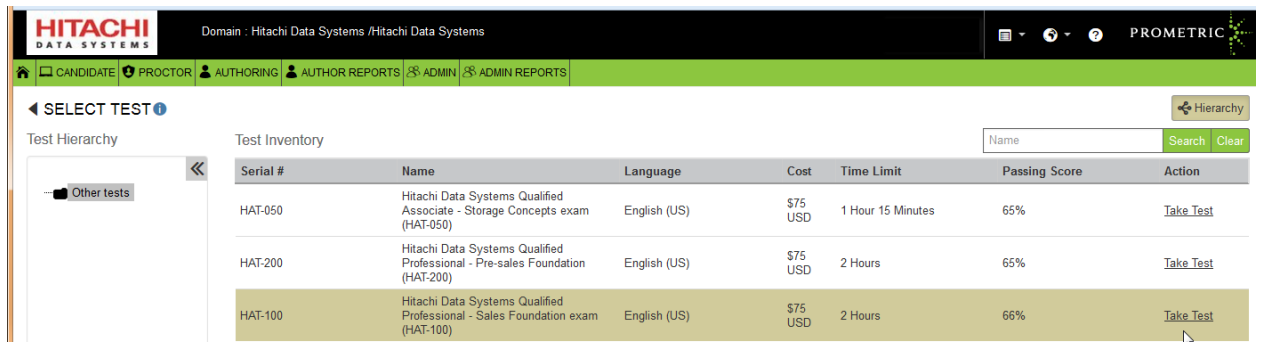 HITACHI
DATA SYSTEMS
Domain : Hitachi Data Systems /Hitachi Data Systems
PROMETRIC
CANDIDATE PROCTOR AUTHORING AUTHOR REPORTS ADMIN ADMIN REPORTS
SELECT TEST
Hierarchy
Test Hierarchy
Test Inventory
Name
Search
Clear
Other tests
Serial # Name Language Cost Time Limit Passing Score Action
Hitachi Data Systems Qualified
HAT-050 Associate - Storage Concepts exam English (US) $75 USD 1 Hour 15 Minutes 65% Take Test
(HAT-050)
Hitachi Data Systems Qualified
HAT-200 Professional - Pre-sales Foundation English (US) $75 USD 2 Hours 65% Take Test
(HAT-200)
Hitachi Data Systems Qualified
HAT-100 Professional - Sales Foundation exam English (US) $75 USD 2 Hours 66% Take Test
(HAT-100)